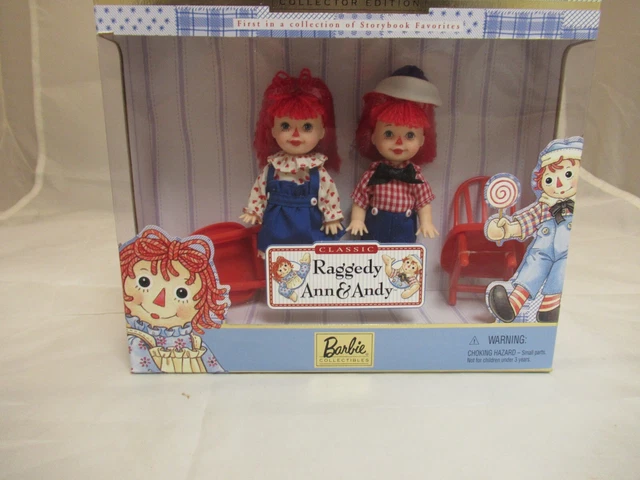 COLLECTOR EDITION
First in a collection of Storybook Favorites
CLASSIC
Raggedy
Ann & Andy
Barbie
COLLECTIBLES
⚠ WARNING:
CHOKING HAZARD – Small parts.
Not for children under 3 years.